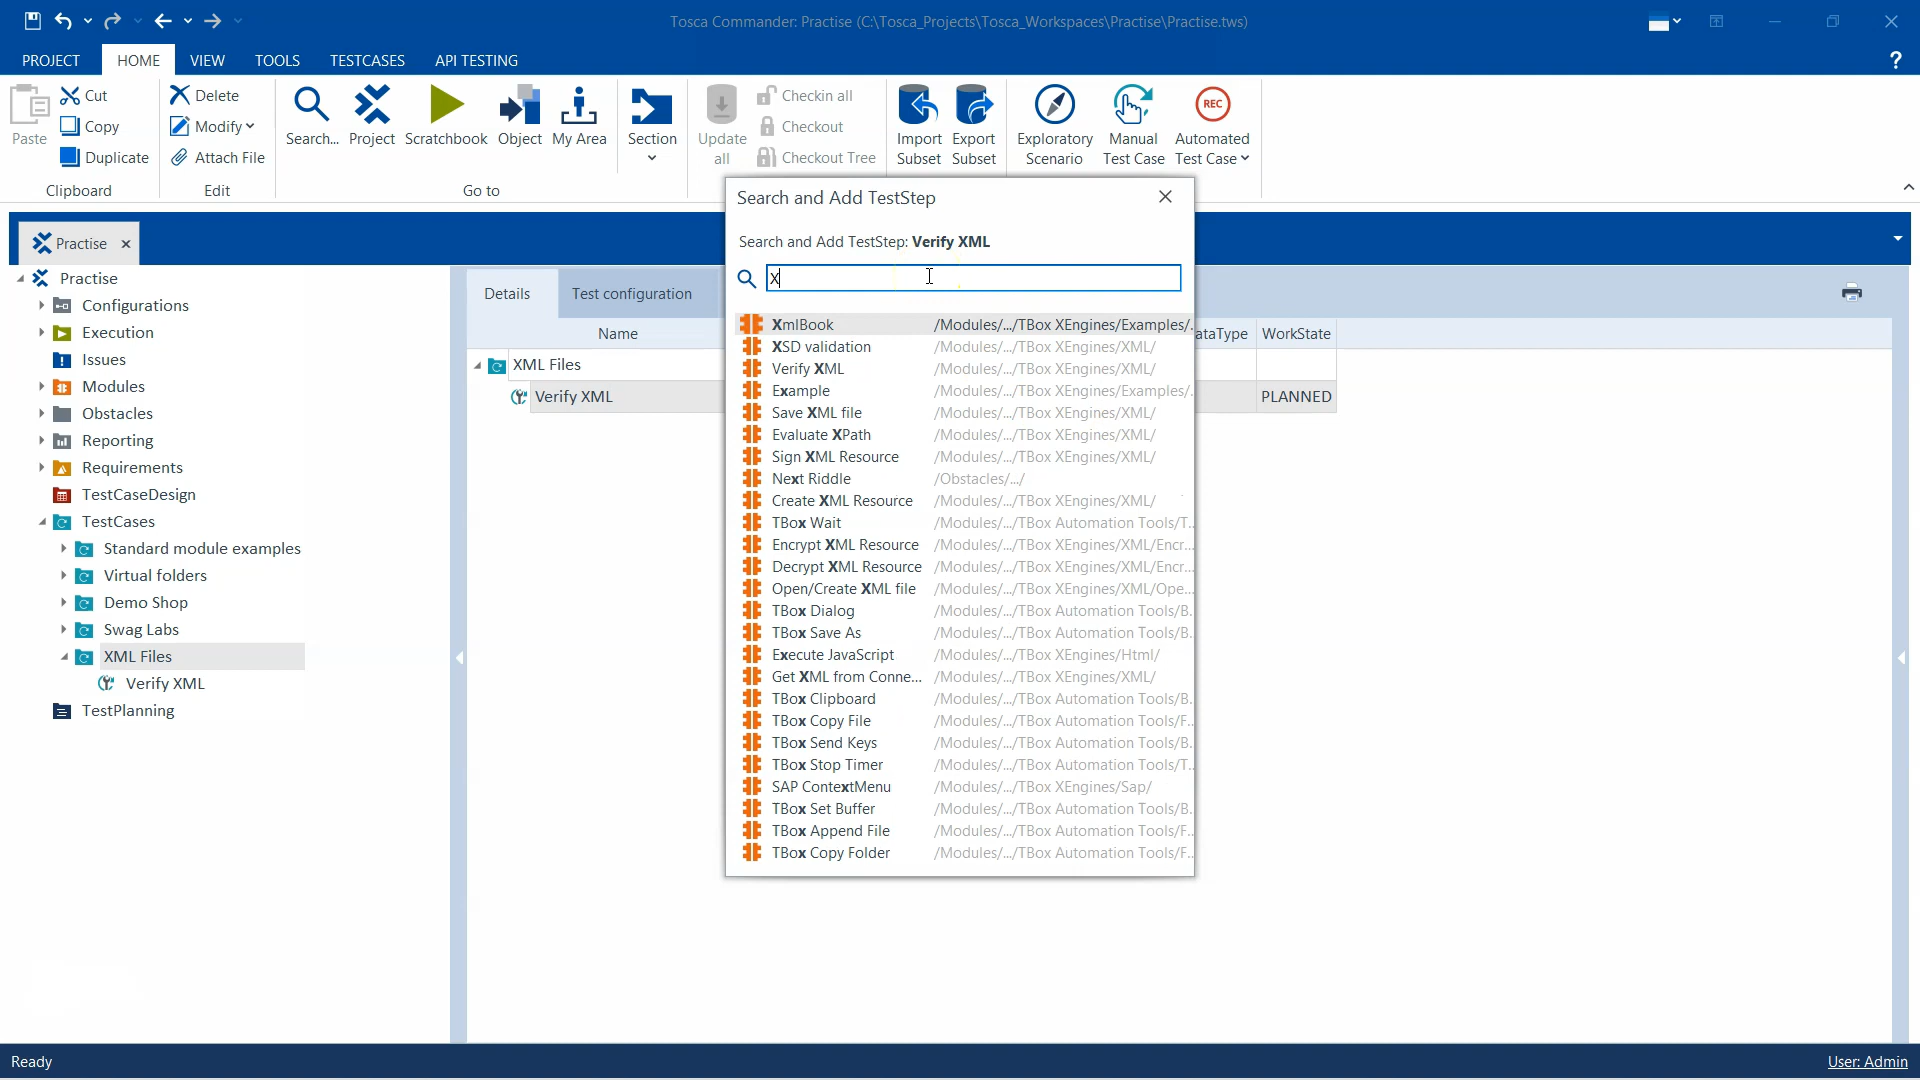 Tosca Commander: Practise (C:\Tosca_Projects\Tosca_Workspaces\Practise\Practise.tws)
PROJECT HOME VIEW TOOLS TESTCASES API TESTING ?
Paste
Cut
Copy
Duplicate
Clipboard
Delete
Modify
Attach File
Edit
Search... Project Scratchbook Object My Area
Go to
Section
Update all
Checkin all
Checkout
Checkout Tree
Import Subset
Export Subset
Exploratory Scenario
Manual Test Case
REC
Automated Test Case
Practise
Practise
Configurations
Execution
Issues
Modules
Obstacles
Reporting
Requirements
TestCaseDesign
TestCases
Standard module examples
Virtual folders
Demo Shop
Swag Labs
XML Files
Verify XML
TestPlanning
Details Test configuration
Name ataType WorkState
XML Files
Verify XML PLANNED
Search and Add TestStep
Search and Add TestStep: Verify XML
X
XmlBook /Modules/.../TBox XEngines/Examples/.
XSD validation /Modules/.../TBox XEngines/XML/
Verify XML /Modules/.../TBox XEngines/XML/
Example /Modules/.../TBox XEngines/Examples/.
Save XML file /Modules/.../TBox XEngines/XML/
Evaluate XPath /Modules/.../TBox XEngines/XML/
Sign XML Resource /Modules/.../TBox XEngines/XML/
Next Riddle /Obstacles/.../
Create XML Resource /Modules/.../TBox XEngines/XML/
TBox Wait /Modules/.../TBox Automation Tools/T..
Encrypt XML Resource /Modules/.../TBox XEngines/XML/Encr...
Decrypt XML Resource /Modules/.../TBox XEngines/XML/Encr...
Open/Create XML file /Modules/.../TBox XEngines/XML/Ope...
TBox Dialog /Modules/.../TBox Automation Tools/B.
TBox Save As /Modules/.../TBox Automation Tools/B.
Execute JavaScript /Modules/.../TBox XEngines/Html/
Get XML from Conne... /Modules/.../TBox XEngines/XML/
TBox Clipboard /Modules/.../TBox Automation Tools/B.
TBox Copy File /Modules/.../TBox Automation Tools/F..
TBox Send Keys /Modules/.../TBox Automation Tools/B.
TBox Stop Timer /Modules/.../TBox Automation Tools/T..
SAP ContextMenu /Modules/.../TBox XEngines/Sap/
TBox Set Buffer /Modules/.../TBox Automation Tools/B.
TBox Append File /Modules/.../TBox Automation Tools/F..
TBox Copy Folder /Modules/.../TBox Automation Tools/F..
Ready
User: Admin